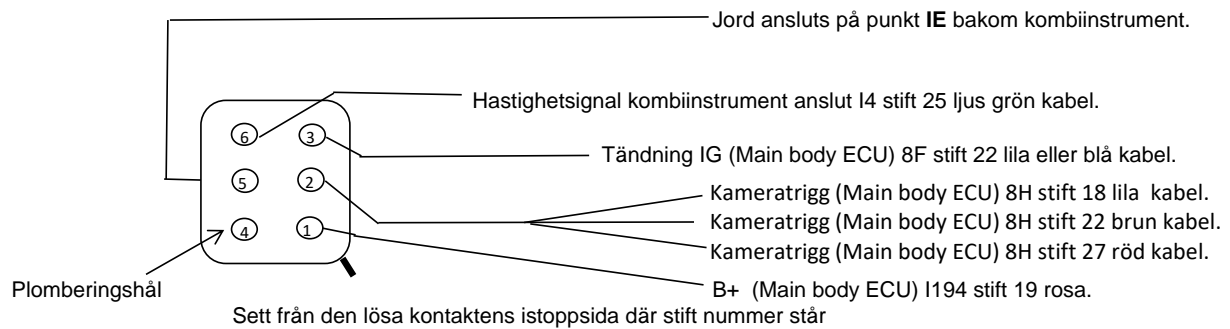 Jord ansluts på punkt IE bakom kombiinstrument.
Hastighetsignal kombiinstrument anslut I4 stift 25 ljus grön kabel.
6
3
Tändning IG (Main body ECU) 8F stift 22 lila eller blå kabel.
5
2
Kameratrigg (Main body ECU) 8H stift 18 lila kabel.
Kameratrigg (Main body ECU) 8H stift 22 brun kabel.
4
1
Kameratrigg (Main body ECU) 8H stift 27 röd kabel.
Plomberingshål
B+ (Main body ECU) I194 stift 19 rosa.
Sett från den lösa kontaktens istoppsida där stift nummer står